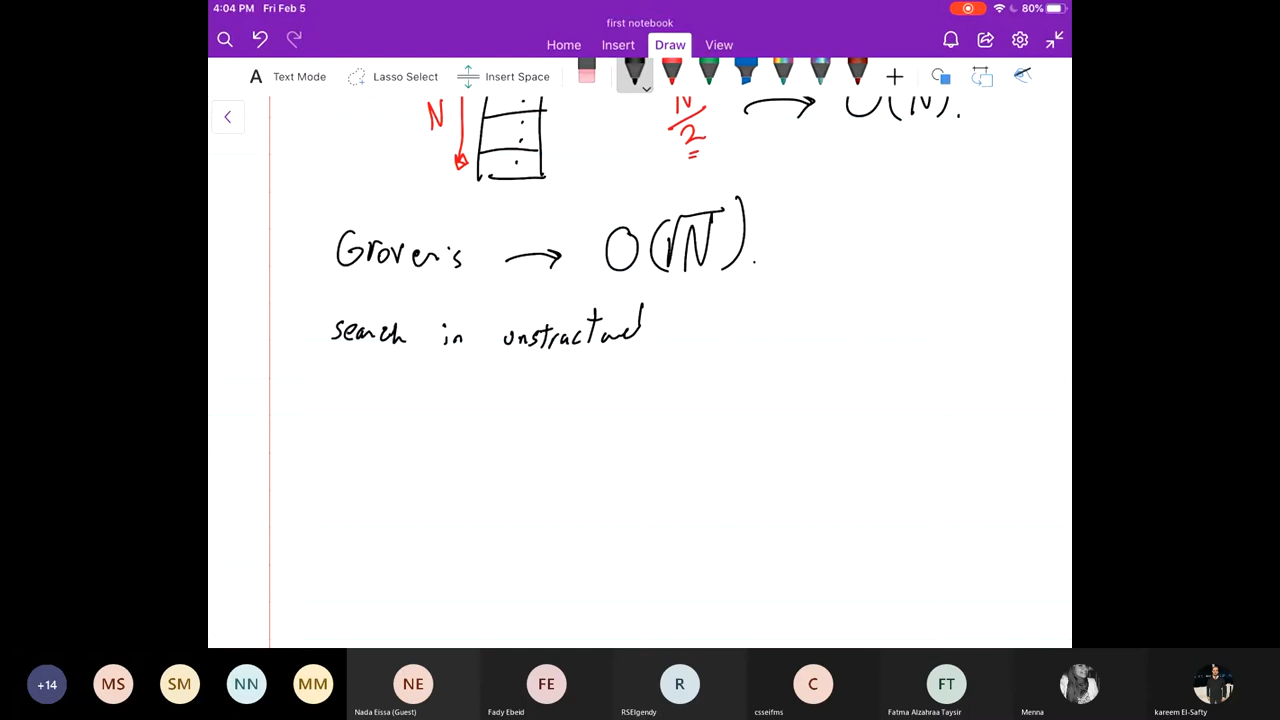 4:04 PM Fri Feb 5
80%
first notebook
Home Insert Draw View
A Text Mode Lasso Select Insert Space
N N/2 → O(N).
Grover's → O(√N).
search in unstractured
+14 MS SM NN MM NE FE R C FT
Nada Eissa (Guest) Fady Ebeid RSElgendy csseifms Fatma Alzahraa Taysir Menna kareem El-Safty